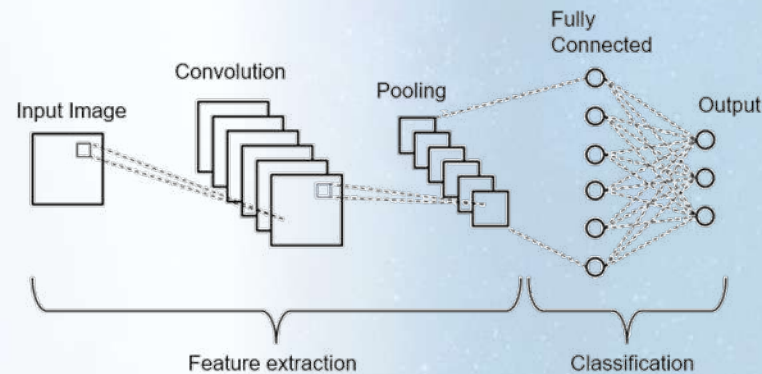 Fully
Connected
Convolution
Pooling
Input Image
Output
Feature extraction
Classification